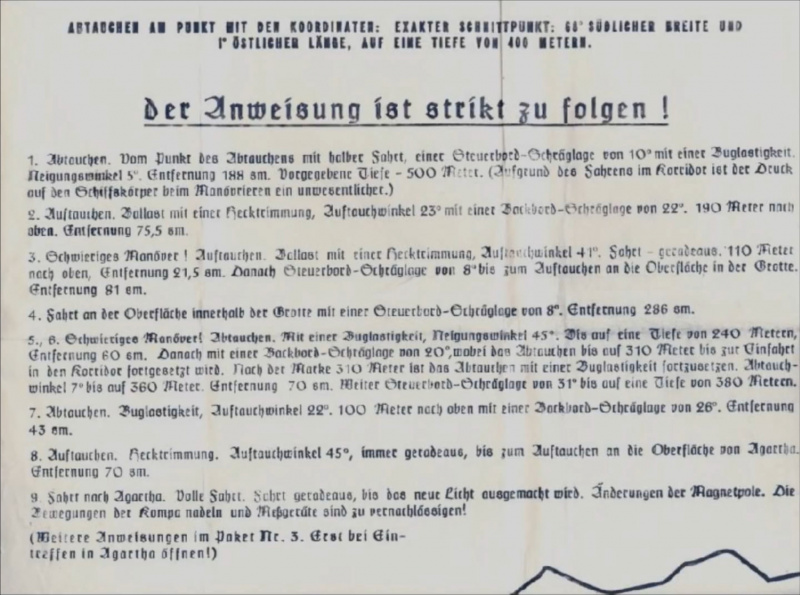 ABTAUCHEN AM PUNKT MIT DEN KOORDINATEN: EXAKTER SCHNITTPUNKT: 68° SÜDLICHER BREITE UND
1° ÖSTLICHER LÄNGE, AUF EINE TIEFE VON 400 METERN.
Der Anweisung ist strikt zu folgen !
1. Abtauchen. Vom Punkt des Abtauchens mit halber Fahrt, einer Steuerbord-Schräglage von 10° mit einer Buglastigkeit.
Neigungswinkel 5°. Entfernung 188 sm. Vorgegebene Tiefe - 500 Meter. (Aufgrund des Fahrens im Korridor ist der Druck
auf den Schiffskörper beim Manövrieren ein unwesentlicher.)
2. Auftauchen. Ballast mit einer Hecktrimmung, Auftauchwinkel 23° mit einer Backbord-Schräglage von 22°. 190 Meter nach
oben. Entfernung 75,5 sm.
3. Schwieriges Manöver ! Auftauchen. Ballast mit einer Hecktrimmung, Auftauchwinkel 41°. Fahrt - geradeaus. 110 Meter
nach oben, Entfernung 21,5 sm. Danach Steuerbord-Schräglage von 8° bis zum Auftauchen an die Oberfläche in der Grotte.
Entfernung 81 sm.
4. Fahrt an der Oberfläche innerhalb der Grotte mit einer Steuerbord-Schräglage von 8°. Entfernung 286 sm.
5., 6. Schwieriges Manöver! Abtauchen. Mit einer Buglastigkeit, Neigungswinkel 45°. Bis auf eine Tiefe von 240 Metern,
Entfernung 60 sm. Danach mit einer Backbord-Schräglage von 20°, wobei das Abtauchen bis auf 310 Meter bis zur Einfahrt
in den Korridor fortgesetzt wird. Nach der Marke 310 Meter ist das Abtauchen mit einer Buglastigkeit fortzusetzen. Abtauch-
winkel 7° bis auf 360 Meter. Entfernung 70 sm. Weiter Steuerbord-Schräglage von 31° bis auf eine Tiefe von 380 Metern.
7. Abtauchen. Buglastigkeit, Auftauchwinkel 22°. 100 Meter nach oben mit einer Backbord-Schräglage von 26°. Entfernung
43 sm.
8. Auftauchen. Hecktrimmung. Auftauchwinkel 45°, immer geradeaus, bis zum Auftauchen an die Oberfläche von Agartha.
Entfernung 70 sm.
9. Fahrt nach Agartha. Volle Fahrt. Fahrt geradeaus, bis das neue Licht ausgemacht wird. Änderungen der Magnetpole. Die
Bewegungen der Kompa nadeln und Meßgeräte sind zu vernachlässigen!
(Weitere Anweisungen im Paket Nr. 3. Erst bei Ein-
treffen in Agartha öffnen!)